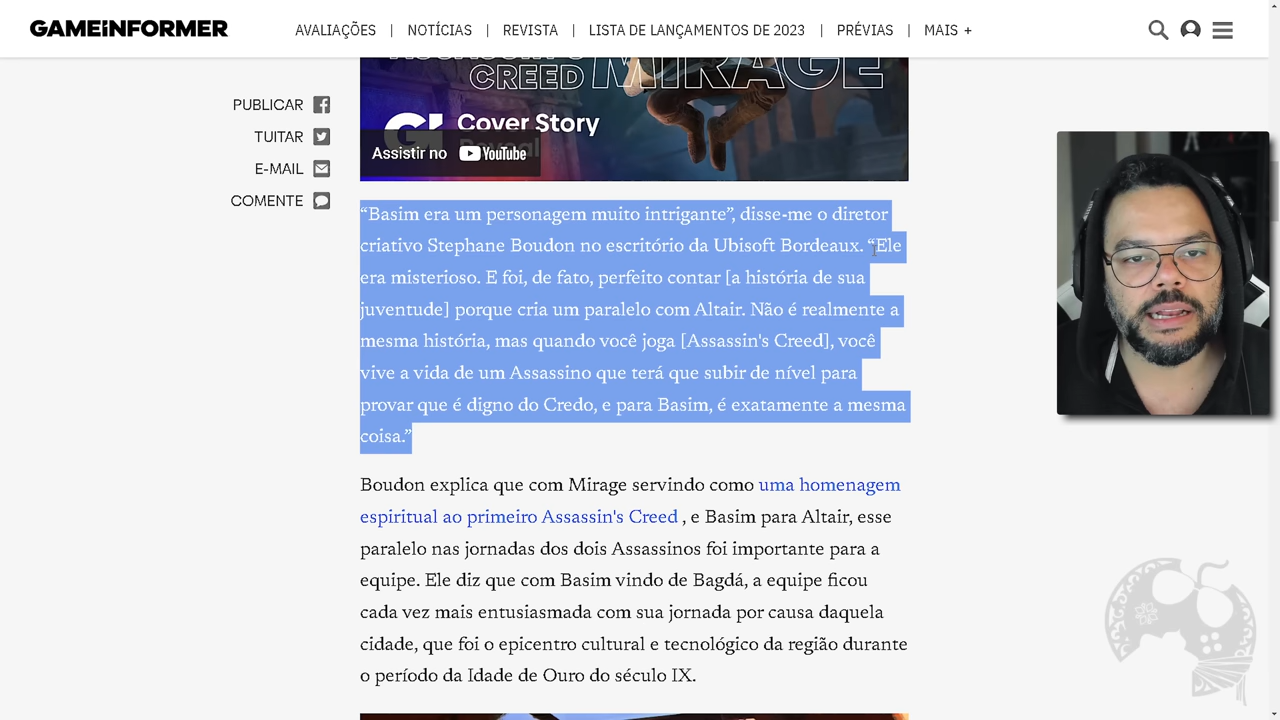 GAMEINFORMER
AVALIAÇÕES | NOTÍCIAS | REVISTA | LISTA DE LANÇAMENTOS DE 2023 | PRÉVIAS | MAIS +
ASSASSIN'S
CREED MIRAGE
PUBLICAR
TUITAR
E-MAIL
COMENTE
GI Cover Story
Reveal
Assistir no YouTube
“Basim era um personagem muito intrigante”, disse-me o diretor
criativo Stephane Boudon no escritório da Ubisoft Bordeaux. “Ele
era misterioso. E foi, de fato, perfeito contar [a história de sua
juventude] porque cria um paralelo com Altair. Não é realmente a
mesma história, mas quando você joga [Assassin's Creed], você
vive a vida de um Assassino que terá que subir de nível para
provar que é digno do Credo, e para Basim, é exatamente a mesma
coisa.”
Boudon explica que com Mirage servindo como uma homenagem
espiritual ao primeiro Assassin's Creed , e Basim para Altair, esse
paralelo nas jornadas dos dois Assassinos foi importante para a
equipe. Ele diz que com Basim vindo de Bagdá, a equipe ficou
cada vez mais entusiasmada com sua jornada por causa daquela
cidade, que foi o epicentro cultural e tecnológico da região durante
o período da Idade de Ouro do século IX.